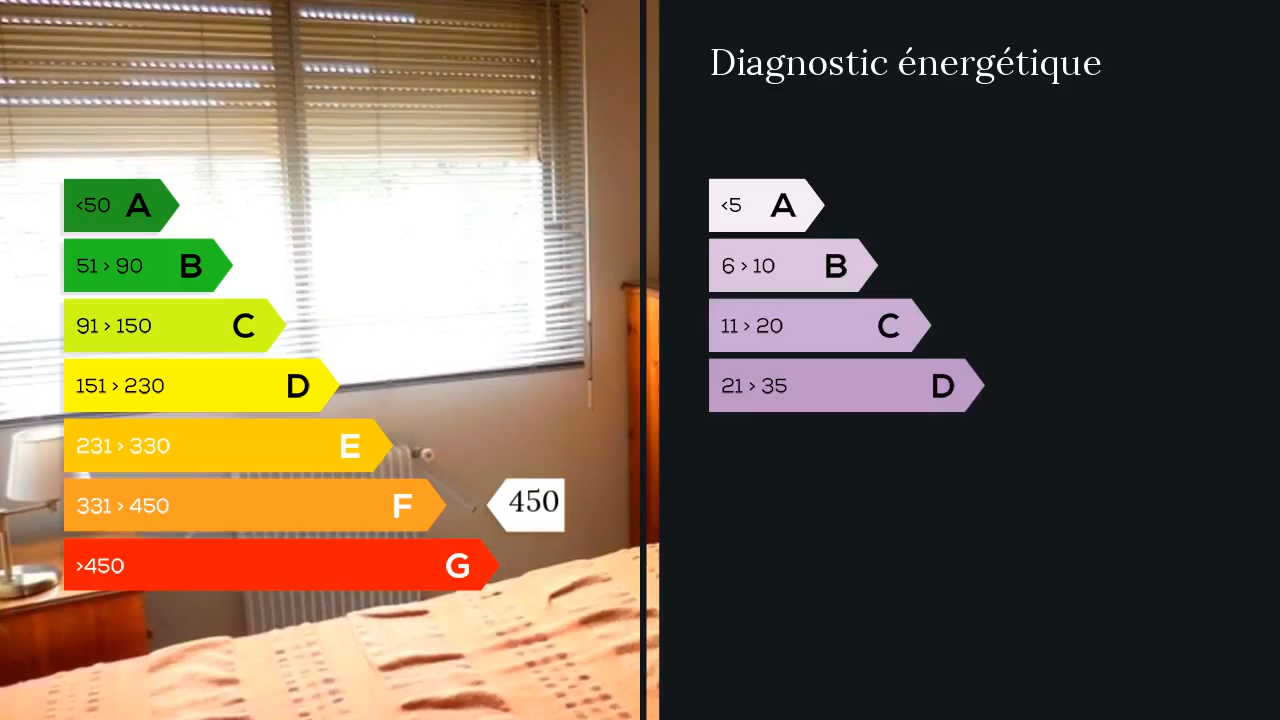 Diagnostic énergétique
<50 A
51 > 90 B
91 > 150 C
151 > 230 D
231 > 330 E
331 > 450 F
450
>450 G
<5 A
6 > 10 B
11 > 20 C
21 > 35 D